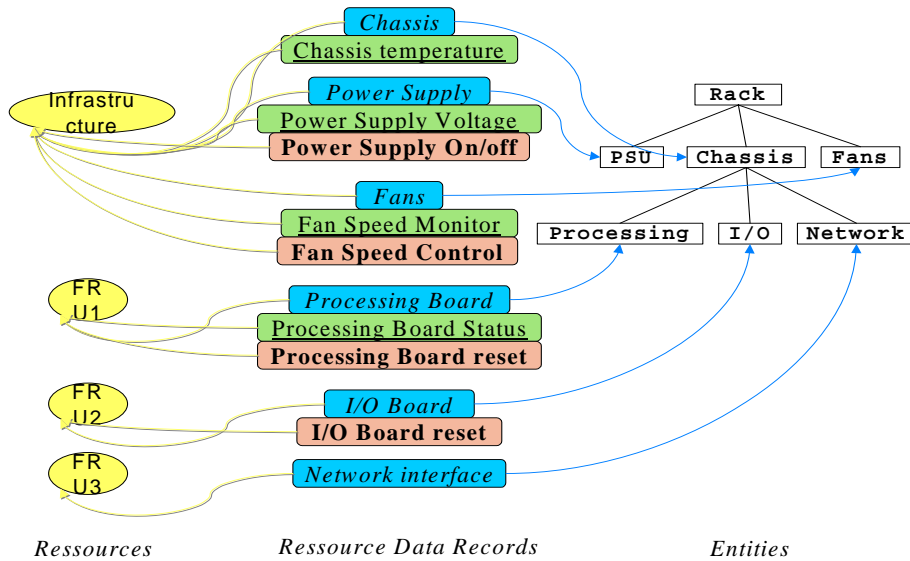 Chassis
Chassis temperature
Infrastru
cture
Power Supply
Power Supply Voltage
Power Supply On/off
Fans
Fan Speed Monitor
Fan Speed Control
FR
U1
Processing Board
Processing Board Status
Processing Board reset
FR
U2
I/O Board
I/O Board reset
FR
U3
Network interface
Rack
PSU
Chassis
Fans
Processing
I/O
Network
Ressources
Ressource Data Records
Entities